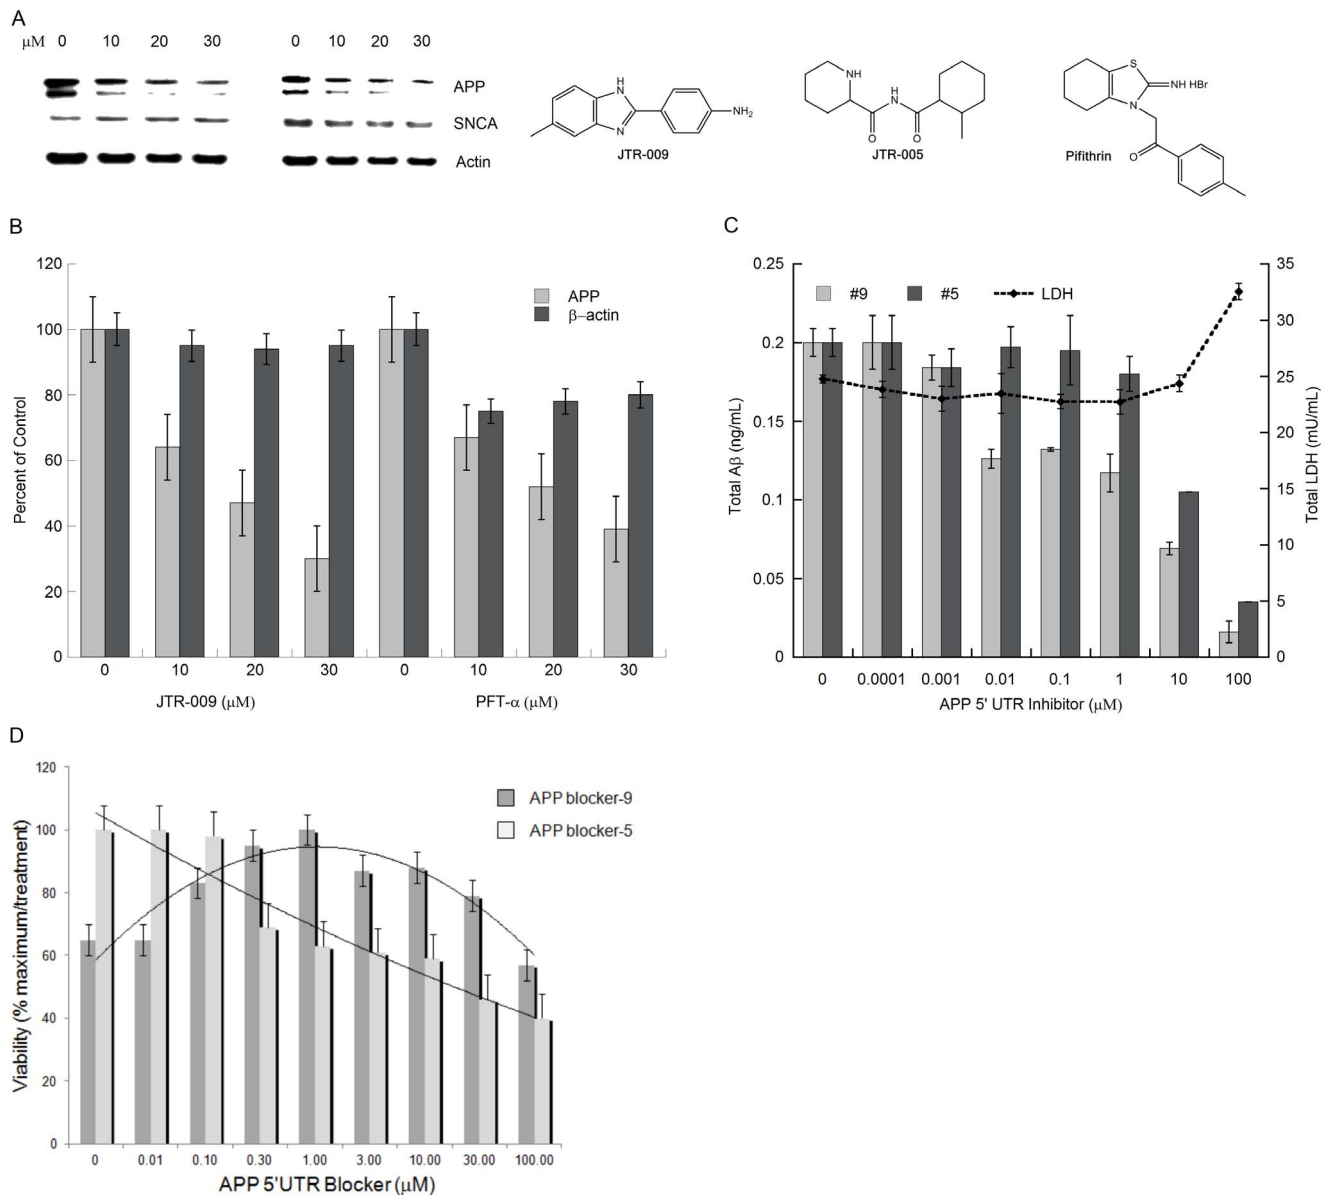 A
μM 0 10 20 30 0 10 20 30
APP
SNCA
Actin
H
N
N
NH₂
JTR-009
NH
H
N
O O
JTR-005
S
N
NH HBr
O
Pifithrin
B
Percent of Control
120
100
80
60
40
20
0
APP
β–actin
0 10 20 30 0 10 20 30
JTR-009 (μM) PFT-α (μM)
C
Total Aβ (ng/mL)
0.25
0.2
0.15
0.1
0.05
0
#9 #5 LDH
35
30
25
20
15
10
5
0
Total LDH (mU/mL)
0 0.0001 0.001 0.01 0.1 1 10 100
APP 5' UTR Inhibitor (μM)
D
Viability (% maximum/treatment)
120
100
80
60
40
20
0
APP blocker-9
APP blocker-5
0 0.01 0.10 0.30 1.00 3.00 10.00 30.00 100.00
APP 5'UTR Blocker (μM)